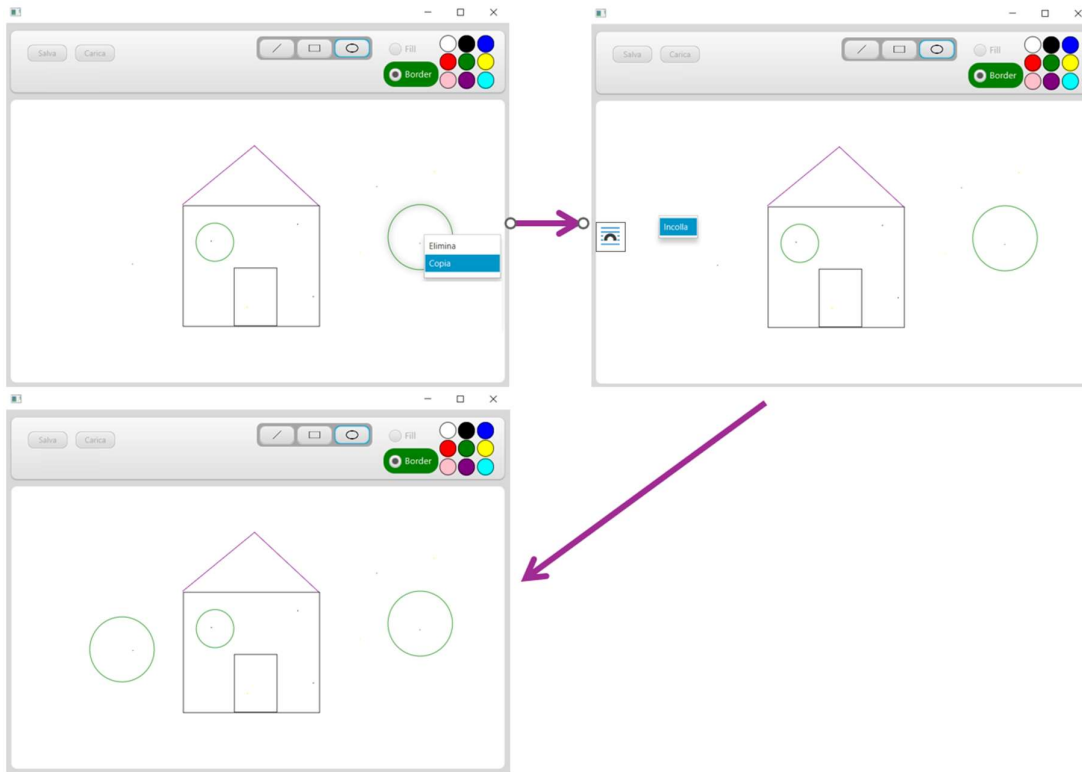 Salva Carica Fill
Border
Elimina
Copia
Salva Carica Fill
Border
Incolla
Salva Carica Fill
Border